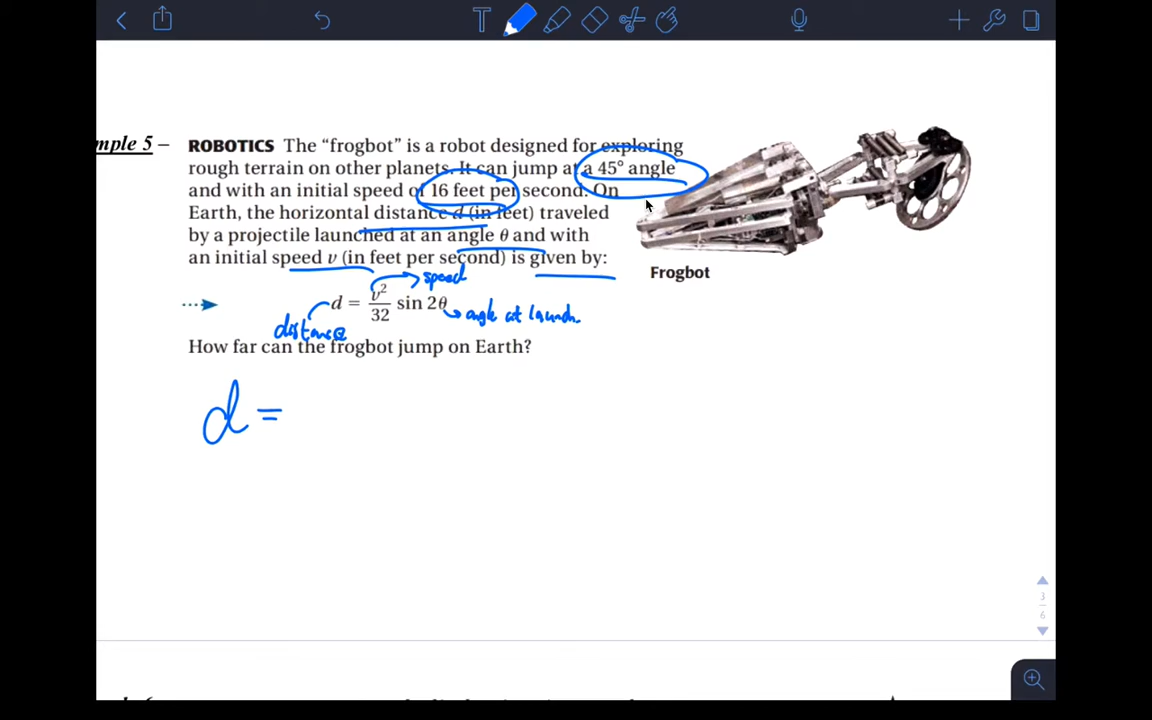 T
mple 5 –
ROBOTICS The “frogbot” is a robot designed for exploring
rough terrain on other planets. It can jump at a 45° angle
and with an initial speed of 16 feet per second. On
Earth, the horizontal distance d (in feet) traveled
by a projectile launched at an angle θ and with
an initial speed v (in feet per second) is given by:
Frogbot
speed
d = v²/32 sin 2θ
angle at launch.
distance
How far can the frogbot jump on Earth?
d =
3
6